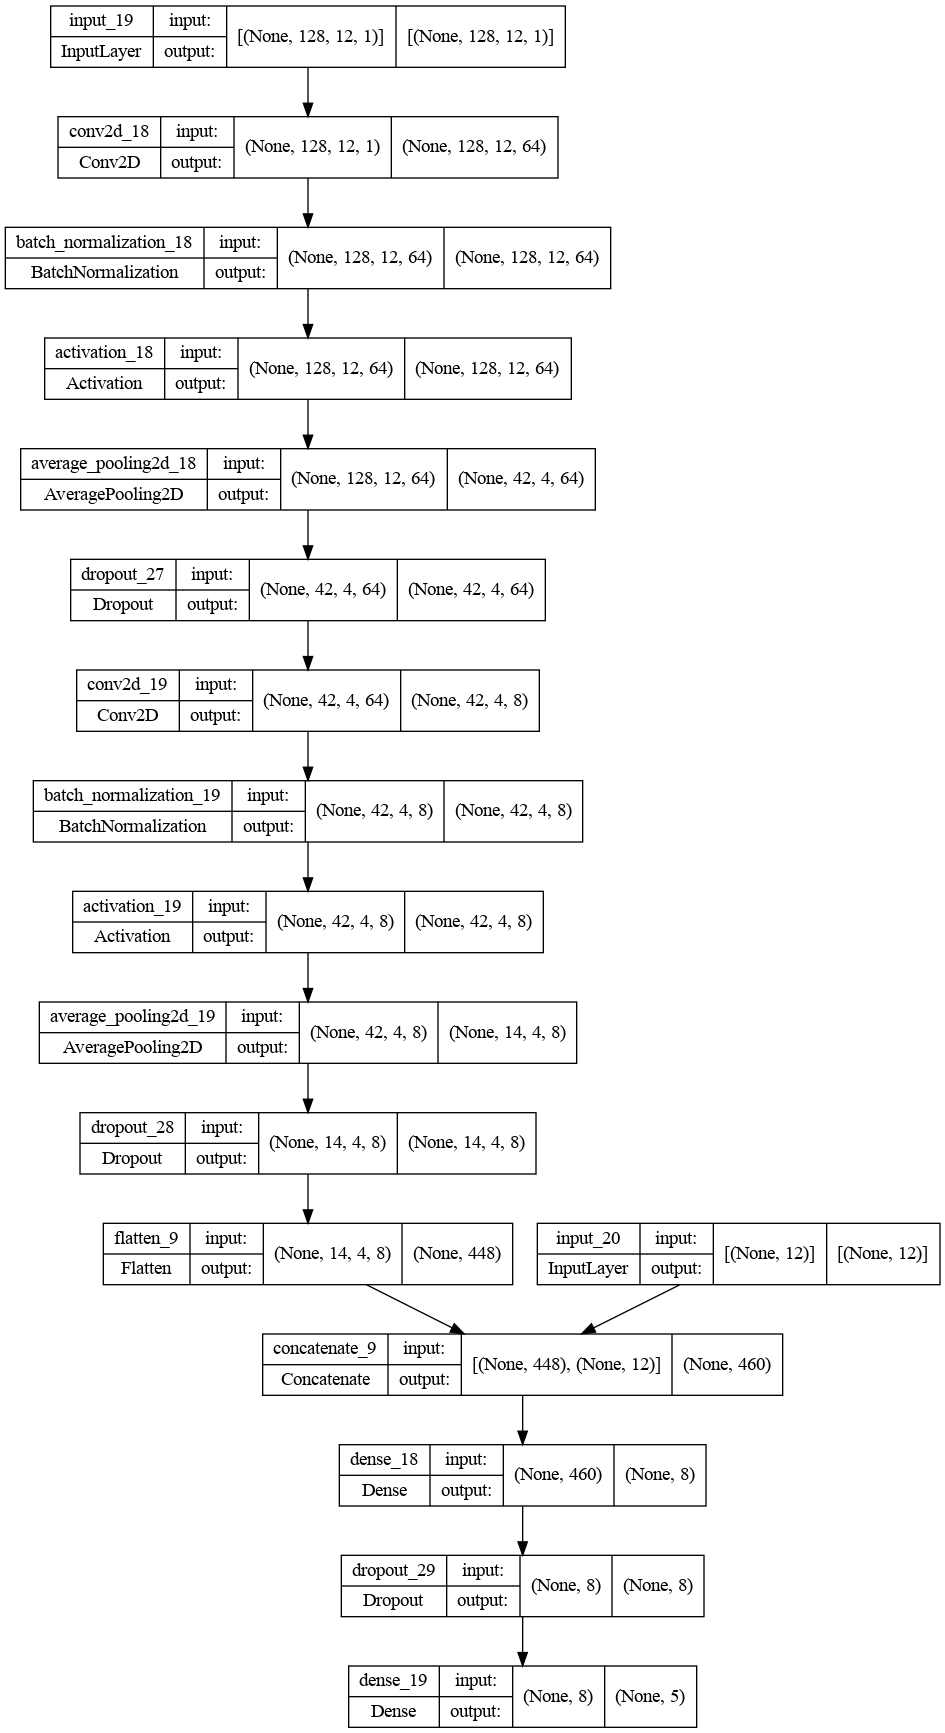 input_19 input: [(None, 128, 12, 1)] [(None, 128, 12, 1)]
InputLayer output:
conv2d_18 input: (None, 128, 12, 1) (None, 128, 12, 64)
Conv2D output:
batch_normalization_18 input: (None, 128, 12, 64) (None, 128, 12, 64)
BatchNormalization output:
activation_18 input: (None, 128, 12, 64) (None, 128, 12, 64)
Activation output:
average_pooling2d_18 input: (None, 128, 12, 64) (None, 42, 4, 64)
AveragePooling2D output:
dropout_27 input: (None, 42, 4, 64) (None, 42, 4, 64)
Dropout output:
conv2d_19 input: (None, 42, 4, 64) (None, 42, 4, 8)
Conv2D output:
batch_normalization_19 input: (None, 42, 4, 8) (None, 42, 4, 8)
BatchNormalization output:
activation_19 input: (None, 42, 4, 8) (None, 42, 4, 8)
Activation output:
average_pooling2d_19 input: (None, 42, 4, 8) (None, 14, 4, 8)
AveragePooling2D output:
dropout_28 input: (None, 14, 4, 8) (None, 14, 4, 8)
Dropout output:
flatten_9 input: (None, 14, 4, 8) (None, 448)
Flatten output:
input_20 input: [(None, 12)] [(None, 12)]
InputLayer output:
concatenate_9 input: [(None, 448), (None, 12)] (None, 460)
Concatenate output:
dense_18 input: (None, 460) (None, 8)
Dense output:
dropout_29 input: (None, 8) (None, 8)
Dropout output:
dense_19 input: (None, 8) (None, 5)
Dense output: